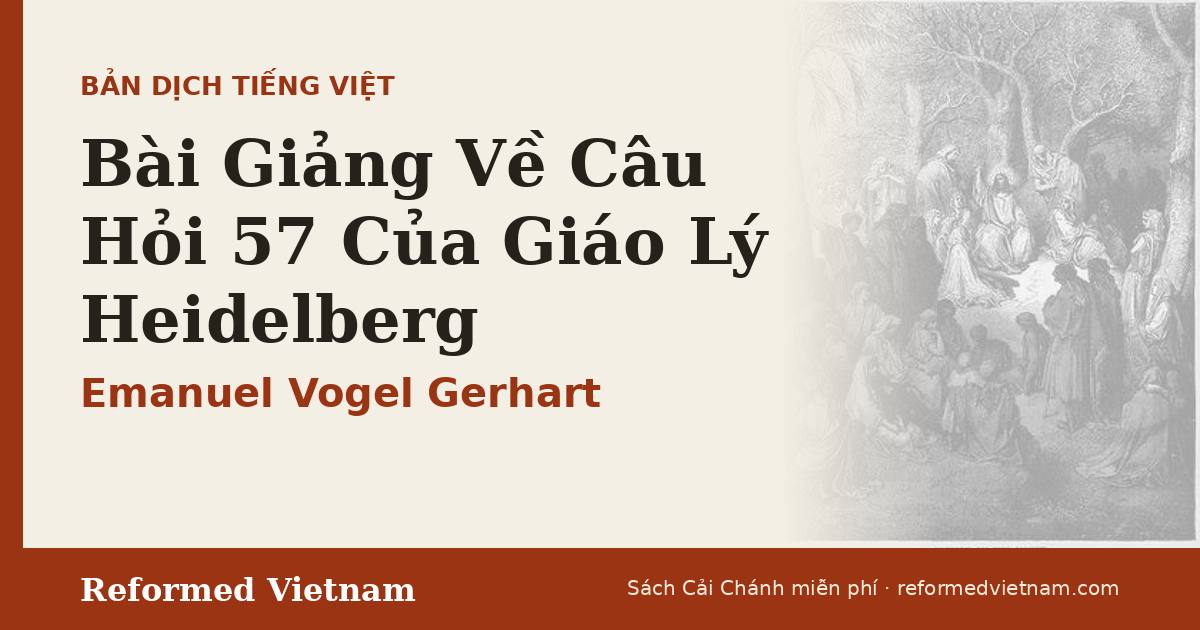 BẢN DỊCH TIẾNG VIỆT
Bài Giảng Về Câu
Hỏi 57 Của Giáo Lý
Heidelberg
Emanuel Vogel Gerhart
Reformed Vietnam
Sách Cải Chánh miễn phí · reformedvietnam.com